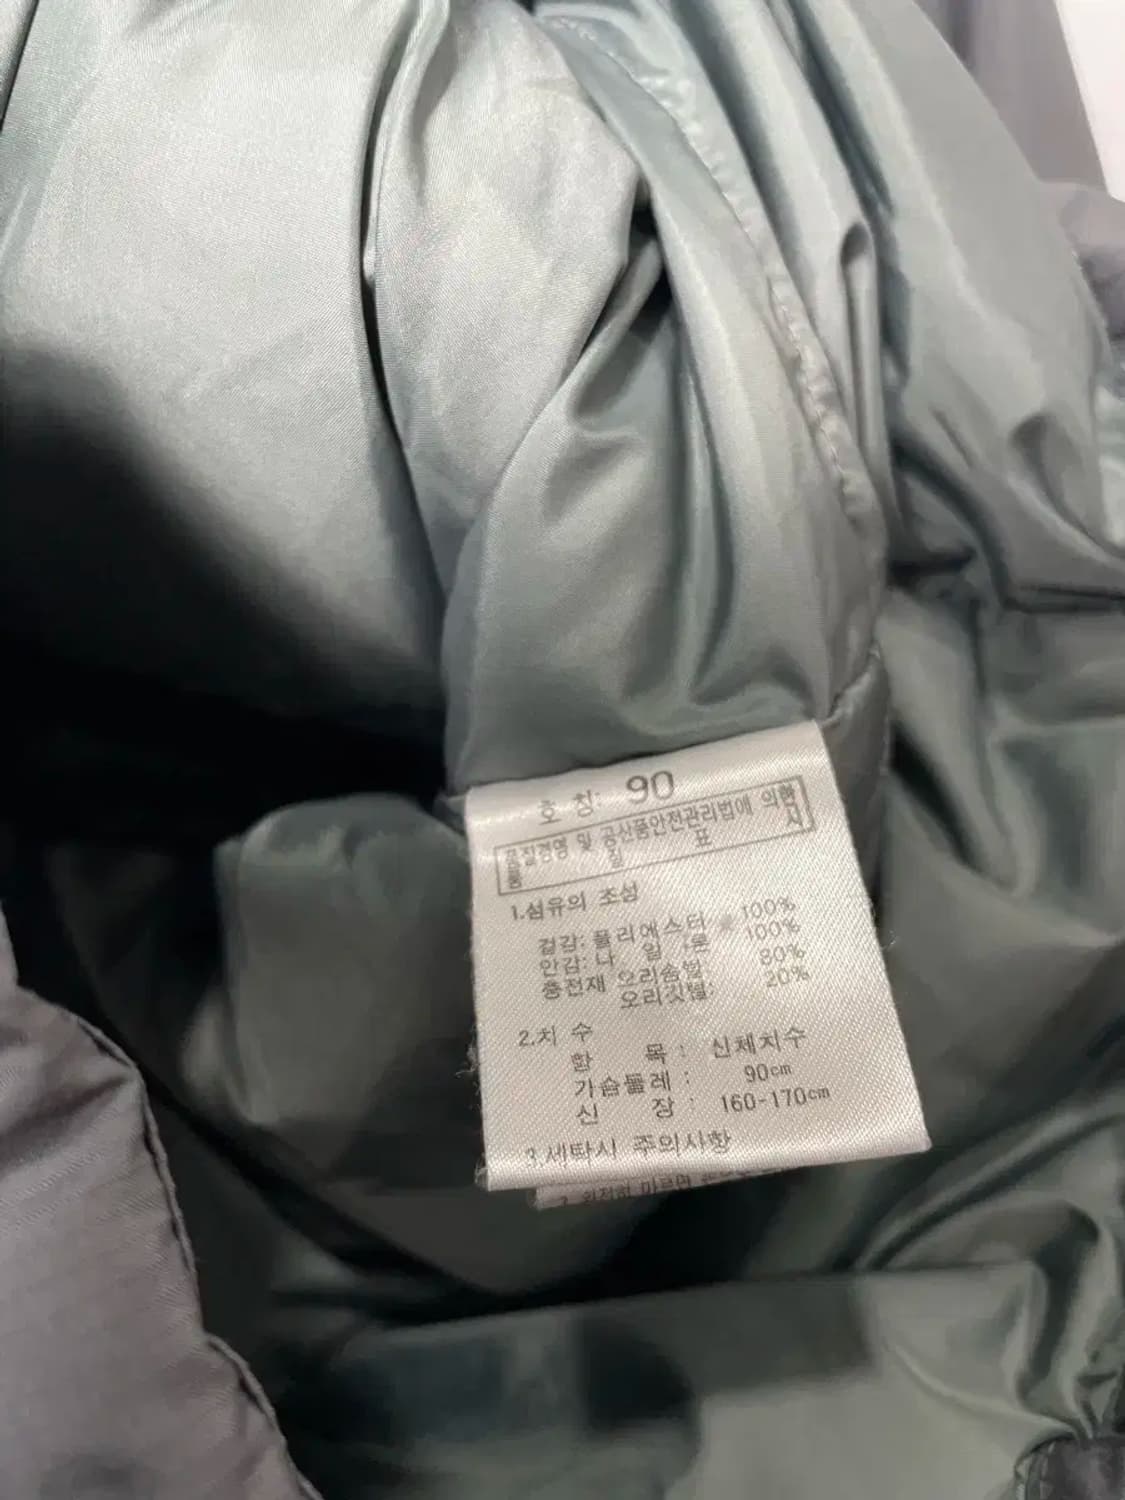 호 칭: 90
품질경영 및 공산품안전관리법에 의한
품 질 표 시
1.섬유의 조성
겉감: 폴리에스터 100%
안감: 나 일 론 100%
충전재 오리솜털: 80%
오리깃털: 20%
2.치 수
항 목 : 신체치수
가슴둘레 : 90cm
신 장 : 160-170cm
3.세탁시 주의사항